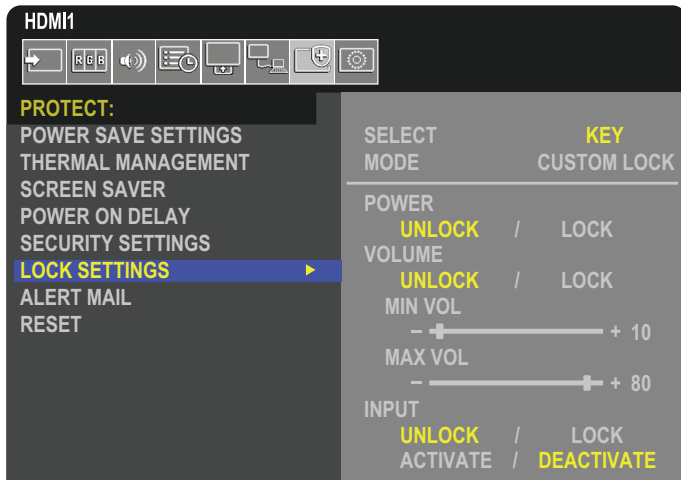 HDMI1
RGB
PROTECT:
POWER SAVE SETTINGS
THERMAL MANAGEMENT
SCREEN SAVER
POWER ON DELAY
SECURITY SETTINGS
LOCK SETTINGS
ALERT MAIL
RESET
SELECT KEY
MODE CUSTOM LOCK
POWER
UNLOCK / LOCK
VOLUME
UNLOCK / LOCK
MIN VOL
– + 10
MAX VOL
– + 80
INPUT
UNLOCK / LOCK
ACTIVATE / DEACTIVATE